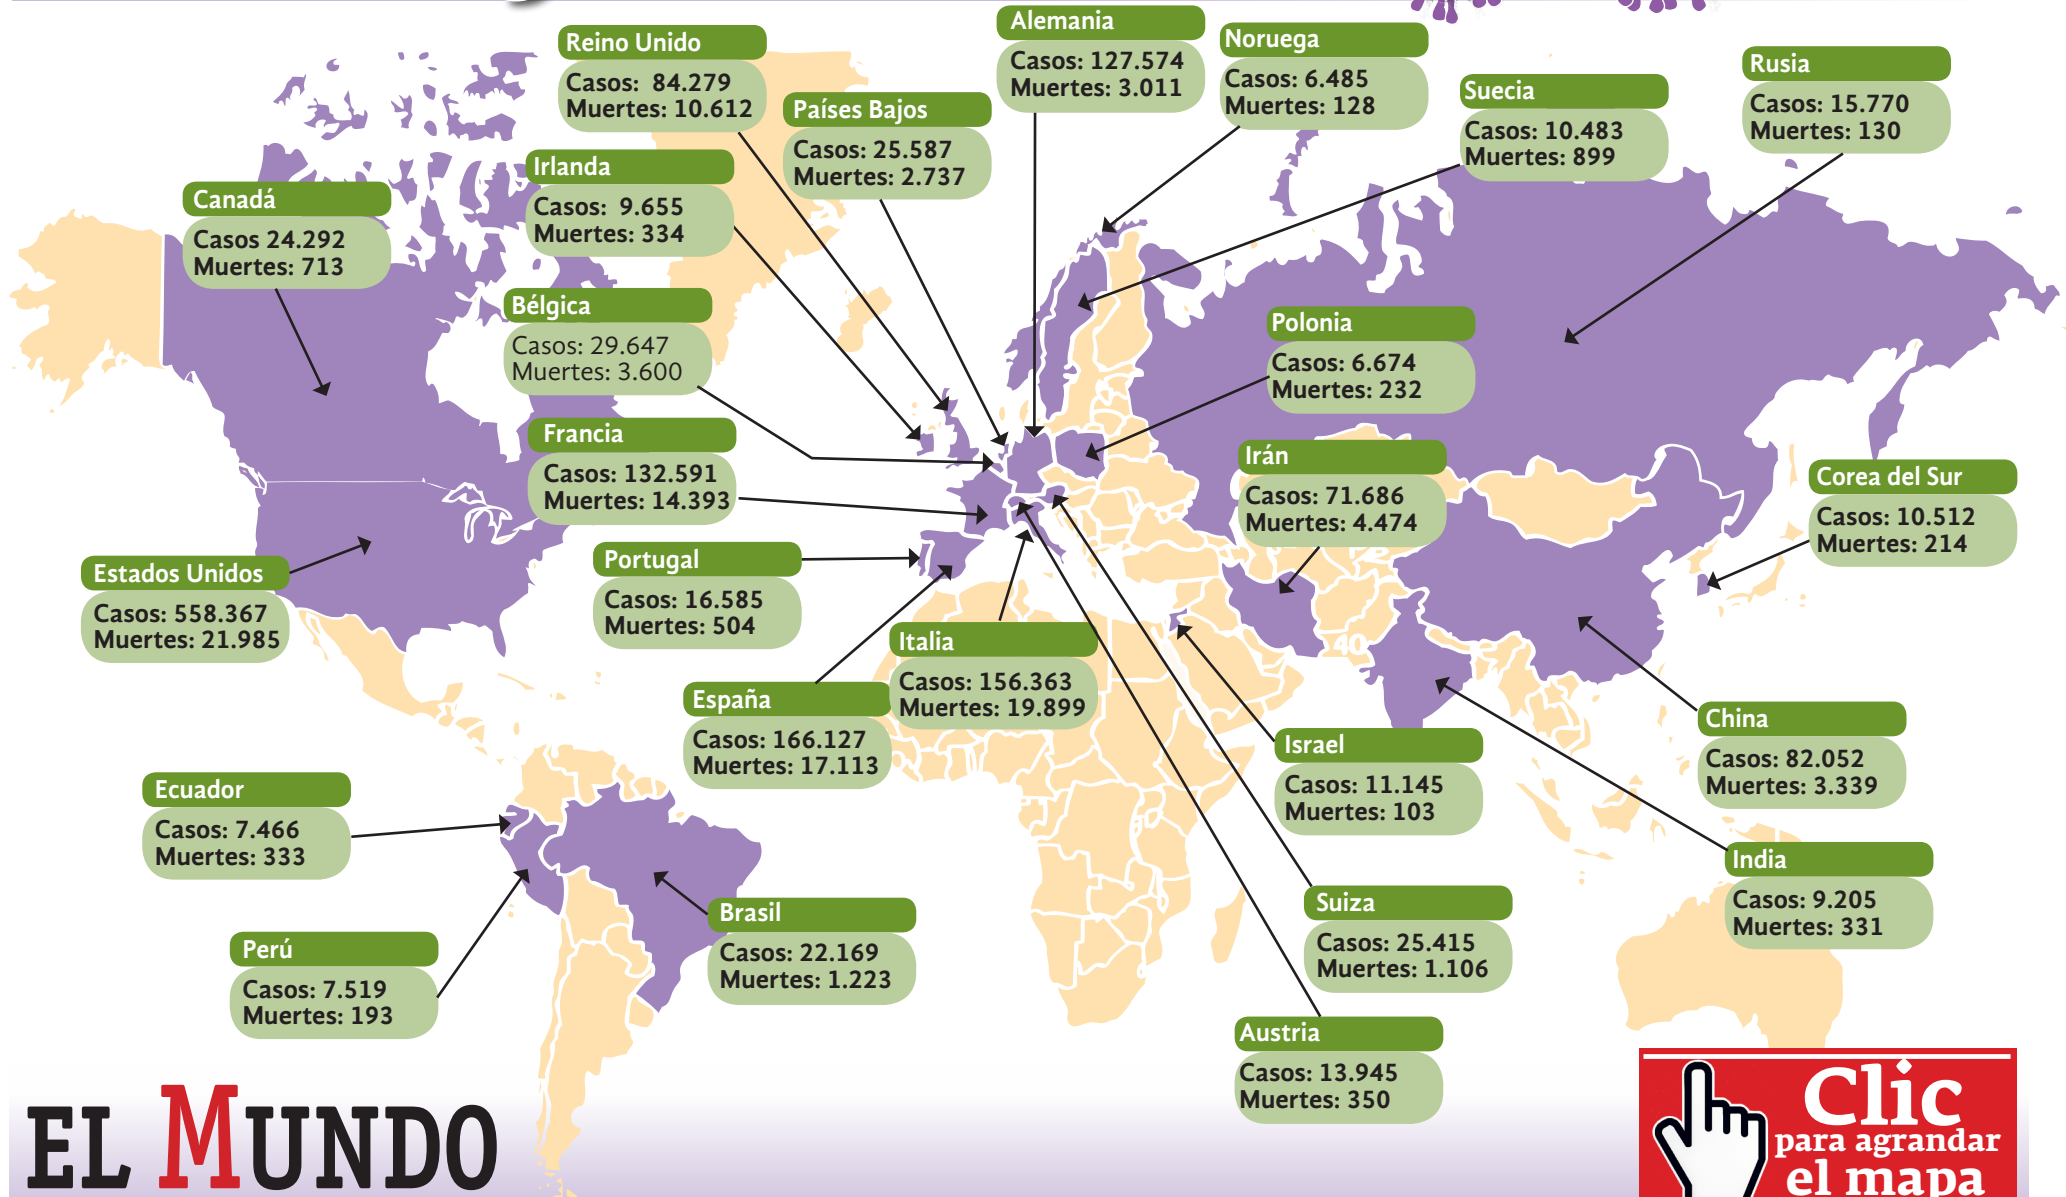 Reino Unido
Casos: 84.279
Muertes: 10.612
Alemania
Casos: 127.574
Muertes: 3.011
Noruega
Casos: 6.485
Muertes: 128
Suecia
Casos: 10.483
Muertes: 899
Rusia
Casos: 15.770
Muertes: 130
Países Bajos
Casos: 25.587
Muertes: 2.737
Irlanda
Casos: 9.655
Muertes: 334
Canadá
Casos 24.292
Muertes: 713
Bélgica
Casos: 29.647
Muertes: 3.600
Polonia
Casos: 6.674
Muertes: 232
Francia
Casos: 132.591
Muertes: 14.393
Irán
Casos: 71.686
Muertes: 4.474
Corea del Sur
Casos: 10.512
Muertes: 214
Estados Unidos
Casos: 558.367
Muertes: 21.985
Portugal
Casos: 16.585
Muertes: 504
40
Italia
Casos: 156.363
Muertes: 19.899
España
Casos: 166.127
Muertes: 17.113
Israel
Casos: 11.145
Muertes: 103
China
Casos: 82.052
Muertes: 3.339
Ecuador
Casos: 7.466
Muertes: 333
India
Casos: 9.205
Muertes: 331
Brasil
Casos: 22.169
Muertes: 1.223
Suiza
Casos: 25.415
Muertes: 1.106
Perú
Casos: 7.519
Muertes: 193
Austria
Casos: 13.945
Muertes: 350
EL MUNDO
Clic
para agrandar
el mapa